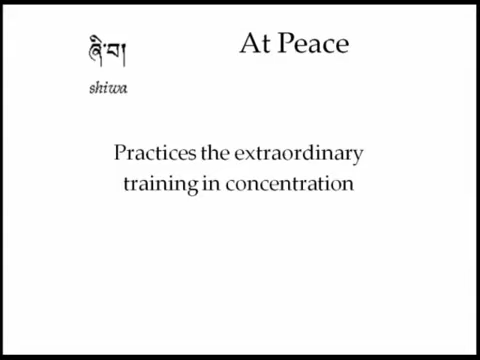 ཞི་བ།
At Peace
shiwa
Practices the extraordinary
training in concentration